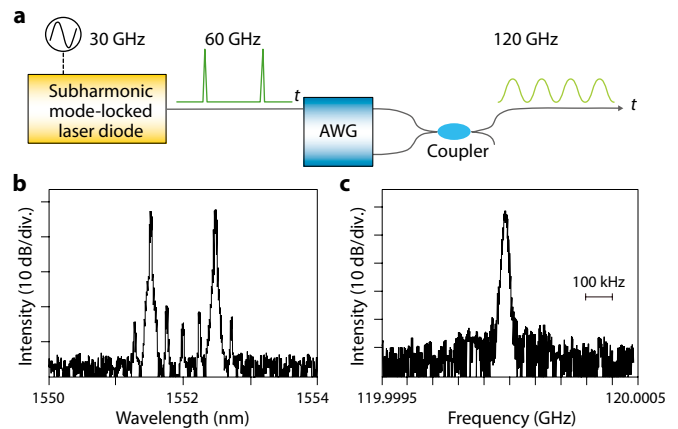 a
30 GHz
60 GHz
120 GHz
Subharmonic
mode-locked
laser diode
t
AWG
Coupler
t
b
Intensity (10 dB/div.)
1550
1552
1554
Wavelength (nm)
c
Intensity (10 dB/div.)
100 kHz
119.9995
120.0005
Frequency (GHz)